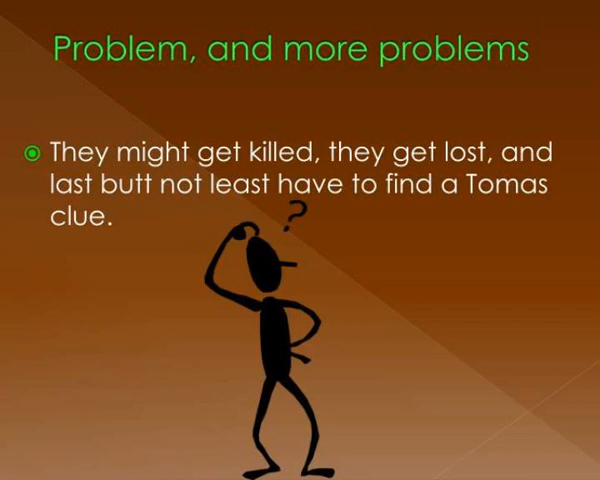 Problem, and more problems
They might get killed, they get lost, and
last butt not least have to find a Tomas
clue.
?